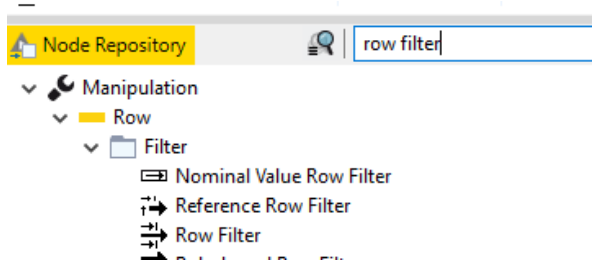 Node Repository
row filter
Manipulation
Row
Filter
Nominal Value Row Filter
Reference Row Filter
Row Filter